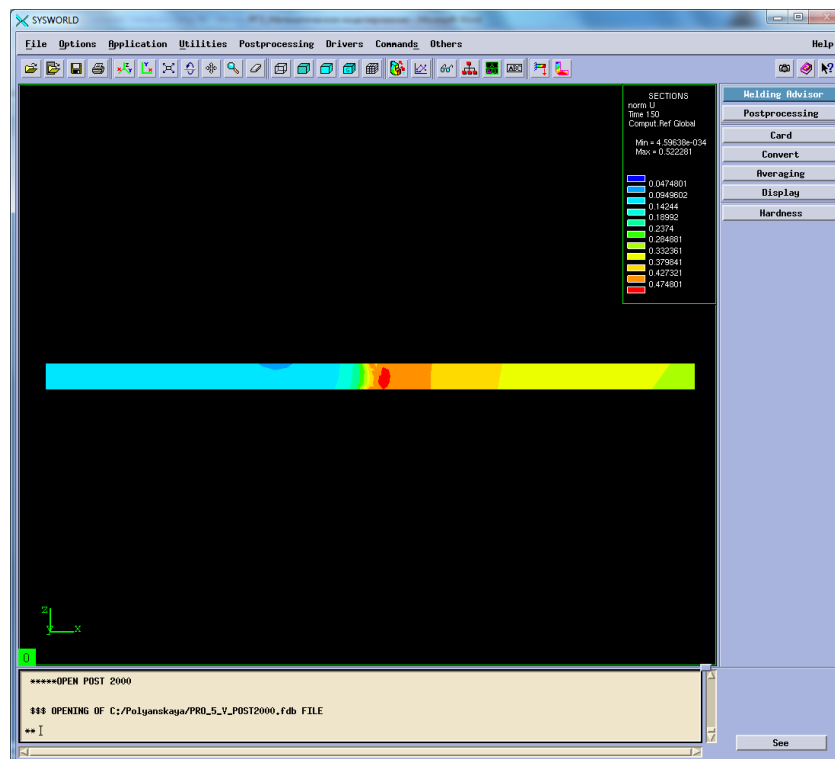 SYSWORLD
File Options Application Utilities Postprocessing Drivers Commands Others Help
ABC
SECTIONS
norm U
Time 150
Comput.Ref Global
Min = 4.59638e-034
Max = 0.522281
0.0474801
0.0949602
0.14244
0.18992
0.2374
0.284881
0.332361
0.379841
0.427321
0.474801
Welding Advisor
Postprocessing
Card
Convert
Averaging
Display
Hardness
Z
Y X
0
*****OPEN POST 2000
$$$ OPENING OF C:/Polyanskaya/PRO_5_V_POST2000.fdb FILE
**
See